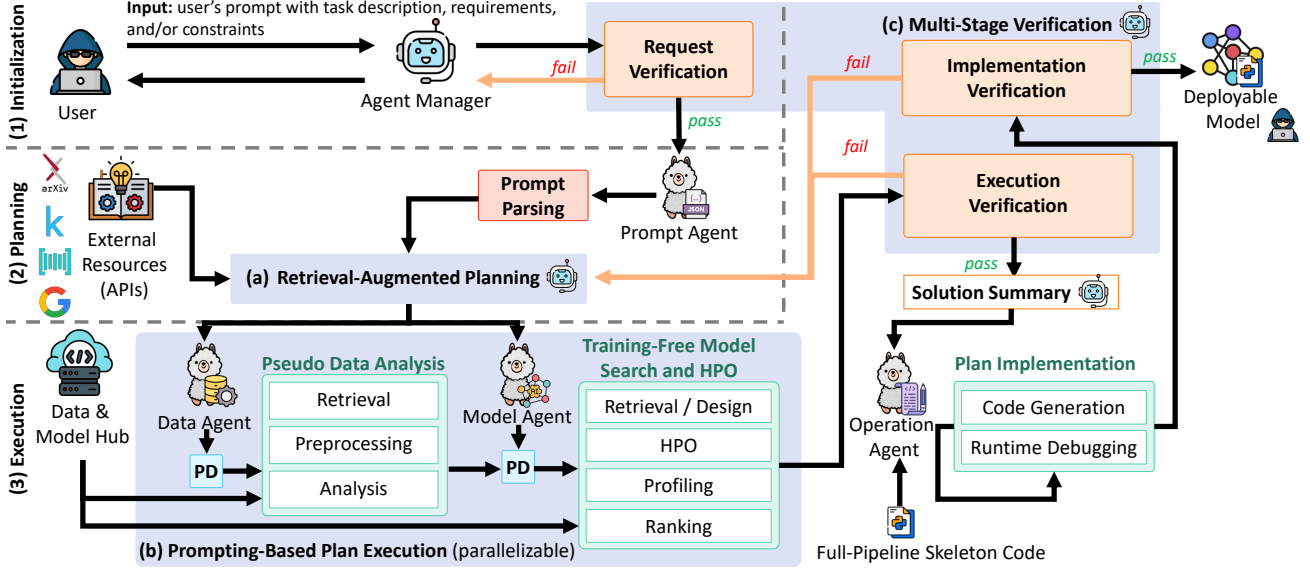 (1) Initialization
Input: user's prompt with task description, requirements,
and/or constraints
User
Agent Manager
fail
Request
Verification
pass
(c) Multi-Stage Verification
fail
Implementation
Verification
pass
Deployable
Model
fail
Execution
Verification
pass
Solution Summary
(2) Planning
arXiv
k
G
External
Resources
(APIs)
Prompt
Parsing
JSON
Prompt Agent
(a) Retrieval-Augmented Planning
(3) Execution
Data &
Model Hub
Data Agent
PD
Pseudo Data Analysis
Retrieval
Preprocessing
Analysis
AI
Model Agent
PD
Training-Free Model
Search and HPO
Retrieval / Design
HPO
Profiling
Ranking
(b) Prompting-Based Plan Execution (parallelizable)
Operation
Agent
Plan Implementation
Code Generation
Runtime Debugging
Full-Pipeline Skeleton Code